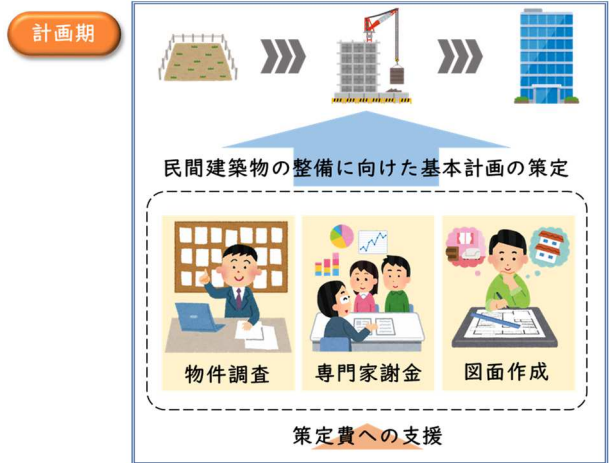 計画期
民間建築物の整備に向けた基本計画の策定
物件調査
専門家謝金
図面作成
策定費への支援